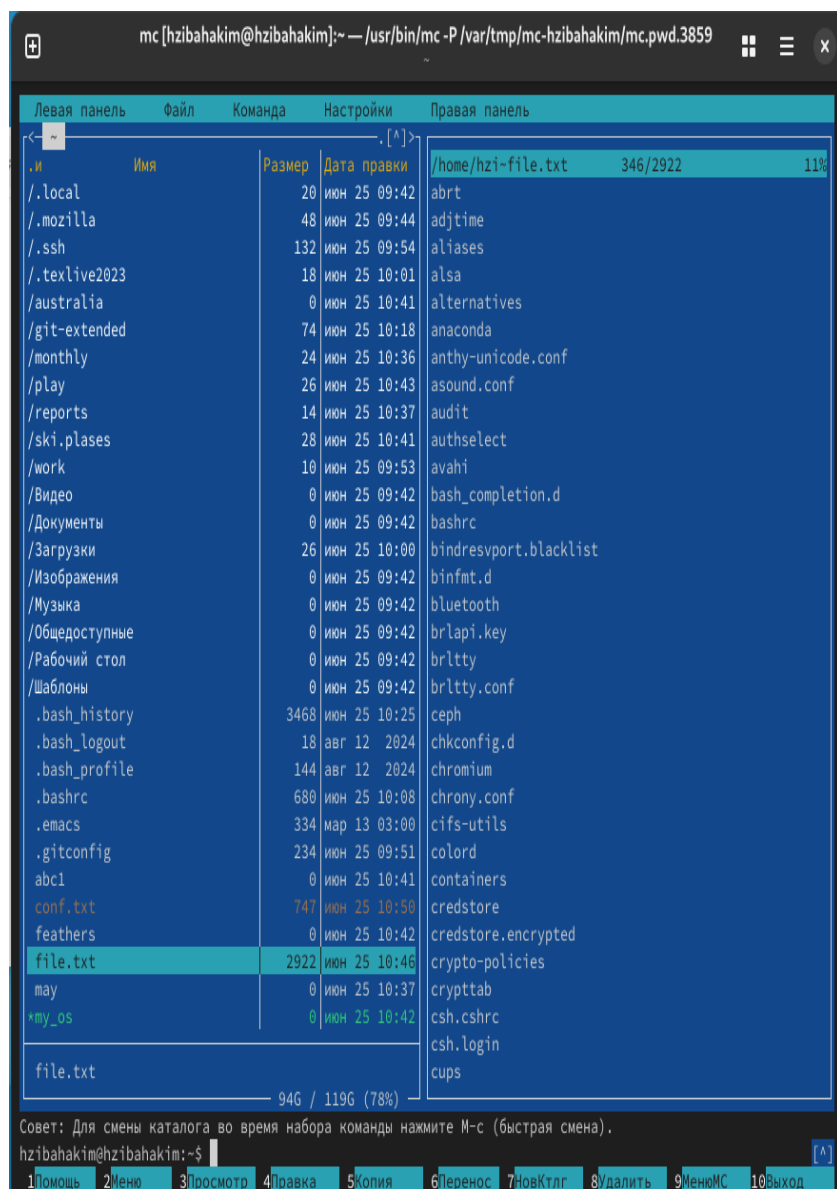 mc [hzibahakim@hzibahakim]:~ — /usr/bin/mc -P /var/tmp/mc-hzibahakim/mc.pwd.3859
~
Левая панель Файл Команда Настройки Правая панель
<─ ~ ─.[^]>
.и Имя Размер Дата правки
/.local 20 июн 25 09:42
/.mozilla 48 июн 25 09:44
/.ssh 132 июн 25 09:54
/.texlive2023 18 июн 25 10:01
/australia 0 июн 25 10:41
/git-extended 74 июн 25 10:18
/monthly 24 июн 25 10:36
/play 26 июн 25 10:43
/reports 14 июн 25 10:37
/ski.plases 28 июн 25 10:41
/work 10 июн 25 09:53
/Видео 0 июн 25 09:42
/Документы 0 июн 25 09:42
/Загрузки 26 июн 25 10:00
/Изображения 0 июн 25 09:42
/Музыка 0 июн 25 09:42
/Общедоступные 0 июн 25 09:42
/Рабочий стол 0 июн 25 09:42
/Шаблоны 0 июн 25 09:42
.bash_history 3468 июн 25 10:25
.bash_logout 18 авг 12 2024
.bash_profile 144 авг 12 2024
.bashrc 680 июн 25 10:08
.emacs 334 мар 13 03:00
.gitconfig 234 июн 25 09:51
abc1 0 июн 25 10:41
conf.txt 747 июн 25 10:50
feathers 0 июн 25 10:42
file.txt 2922 июн 25 10:46
may 0 июн 25 10:37
*my_os 0 июн 25 10:42
file.txt
94G / 119G (78%)
/home/hzi~file.txt 346/2922 11%
abrt
adjtime
aliases
alsa
alternatives
anaconda
anthy-unicode.conf
asound.conf
audit
authselect
avahi
bash_completion.d
bashrc
bindresvport.blacklist
binfmt.d
bluetooth
brlapi.key
brltty
brltty.conf
ceph
chkconfig.d
chromium
chrony.conf
cifs-utils
colord
containers
credstore
credstore.encrypted
crypto-policies
crypttab
csh.cshrc
csh.login
cups
Совет: Для смены каталога во время набора команды нажмите M-c (быстрая смена).
hzibahakim@hzibahakim:~$ [^]
1Помощь 2Меню 3Просмотр 4Правка 5Копия 6Перенос 7НовКтлг 8Удалить 9МенюMC 10Выход